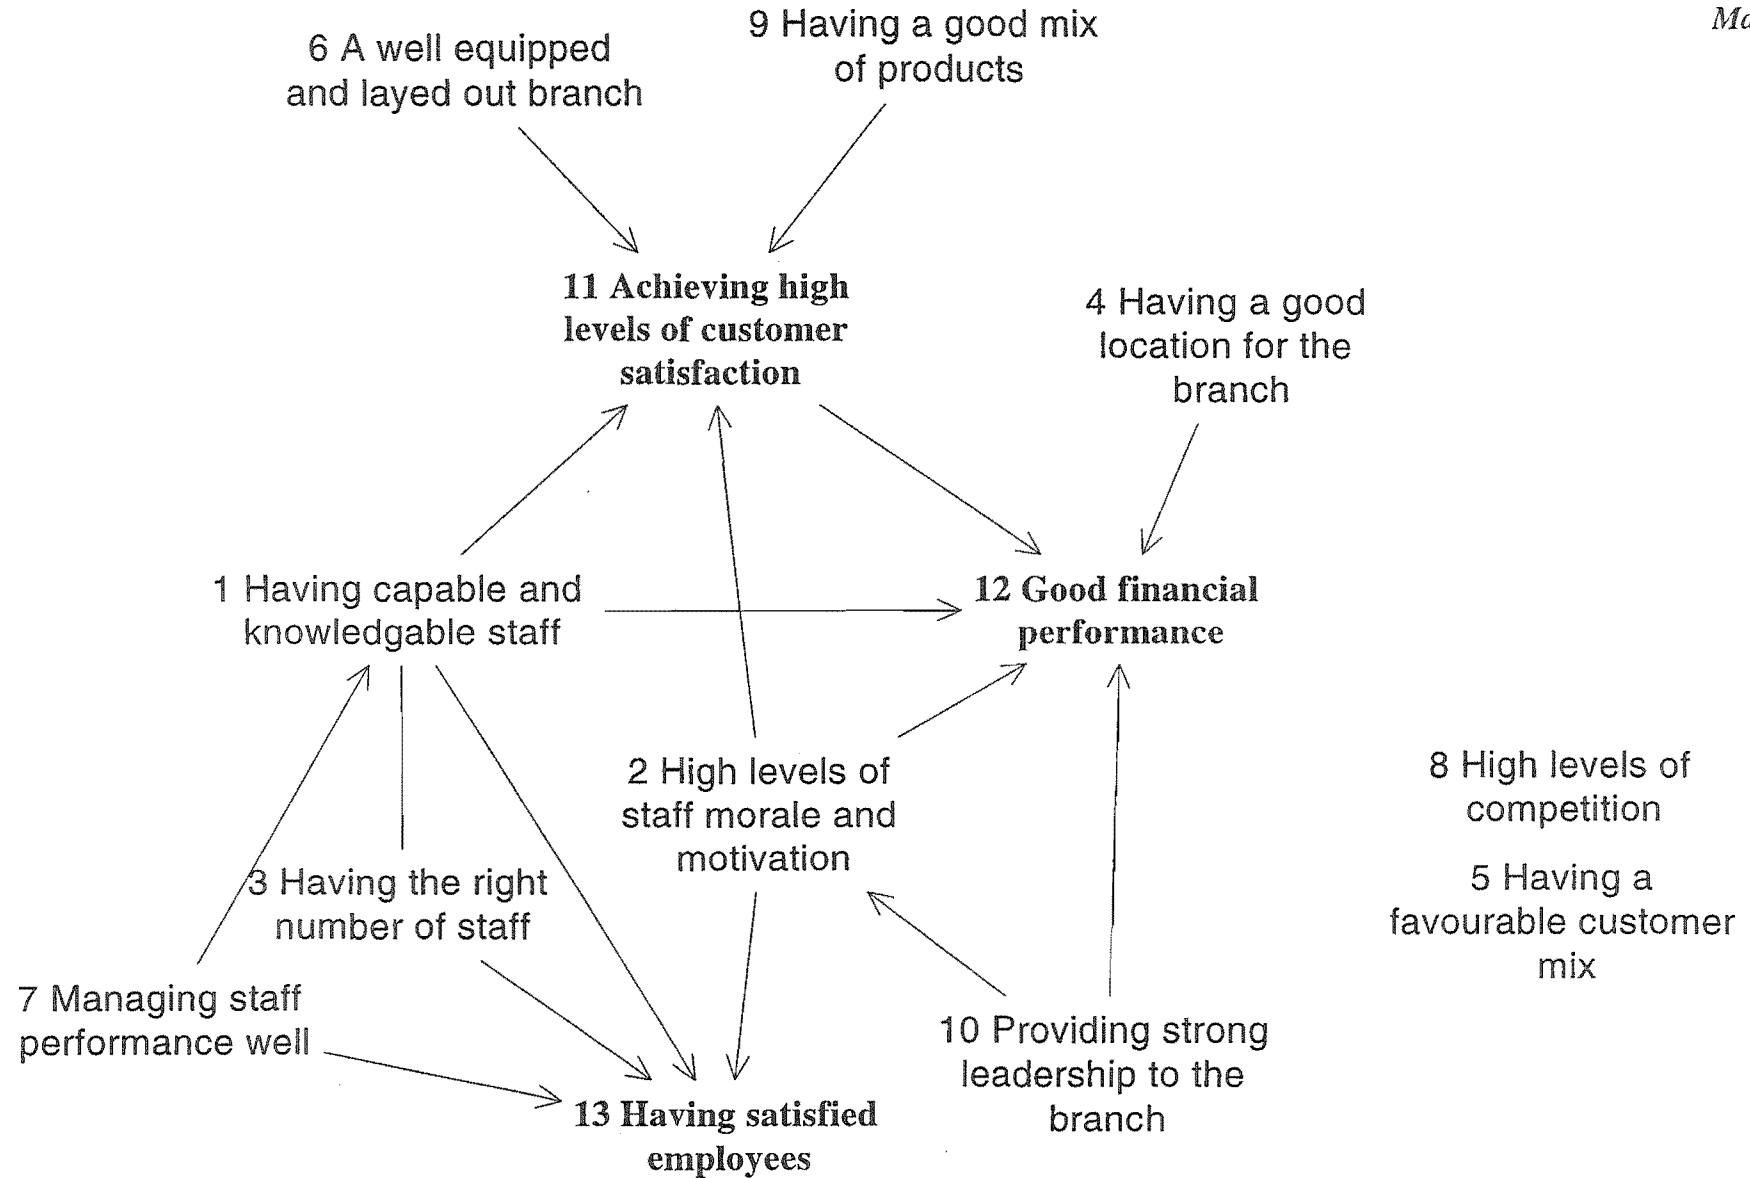 Ma
6 A well equipped
and layed out branch
9 Having a good mix
of products
11 Achieving high
levels of customer
satisfaction
4 Having a good
location for the
branch
1 Having capable and
knowledgable staff
12 Good financial
performance
2 High levels of
staff morale and
motivation
8 High levels of
competition
3 Having the right
number of staff
5 Having a
favourable customer
mix
7 Managing staff
performance well
10 Providing strong
leadership to the
branch
13 Having satisfied
employees